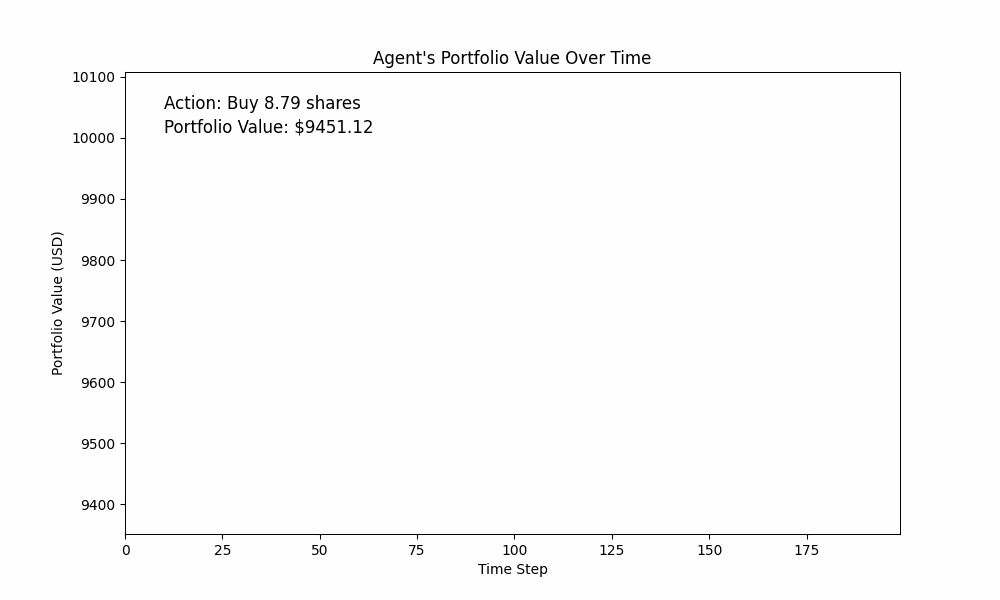 Agent's Portfolio Value Over Time
Action: Buy 8.79 shares
Portfolio Value: $9451.12
Portfolio Value (USD)
10100
10000
9900
9800
9700
9600
9500
9400
0 25 50 75 100 125 150 175
Time Step